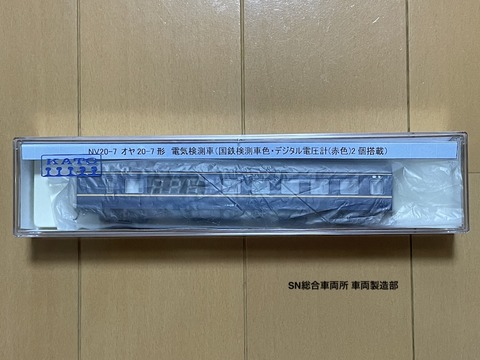 NV20-7 オヤ20-7形 電気検測車(国鉄検測車色・デジタル電圧計(赤色)2個搭載)
KATO
11133
SN総合車両所 車両製造部